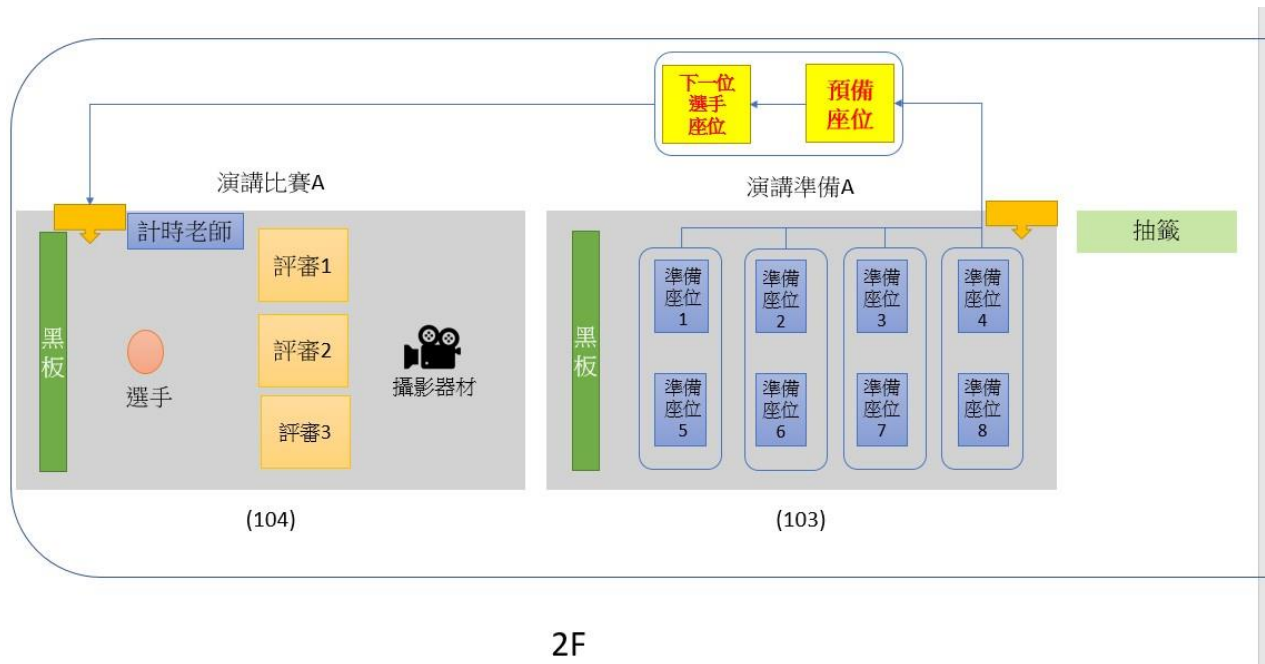 下一位
選手
座位
預備
座位
演講比賽A
演講準備A
計時老師
抽籤
黑
板
評審1
評審2
評審3
選手
攝影器材
黑
板
準備
座位
1
準備
座位
2
準備
座位
3
準備
座位
4
準備
座位
5
準備
座位
6
準備
座位
7
準備
座位
8
(104)
(103)
2F